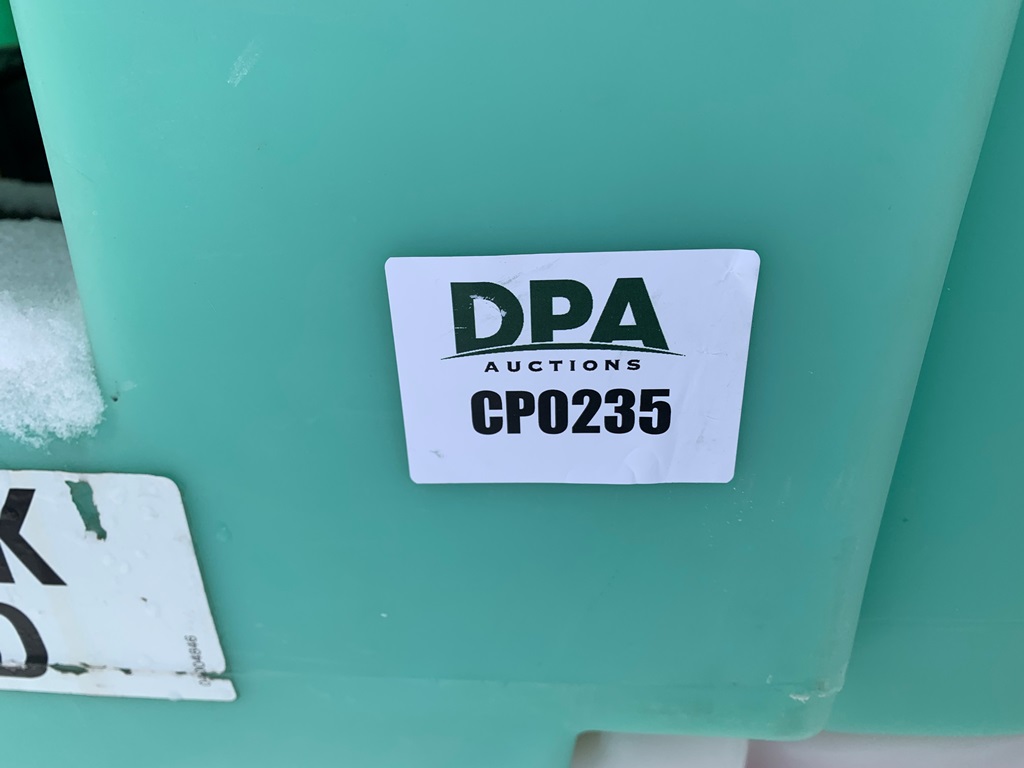 DPA
AUCTIONS
CP0235
K
D